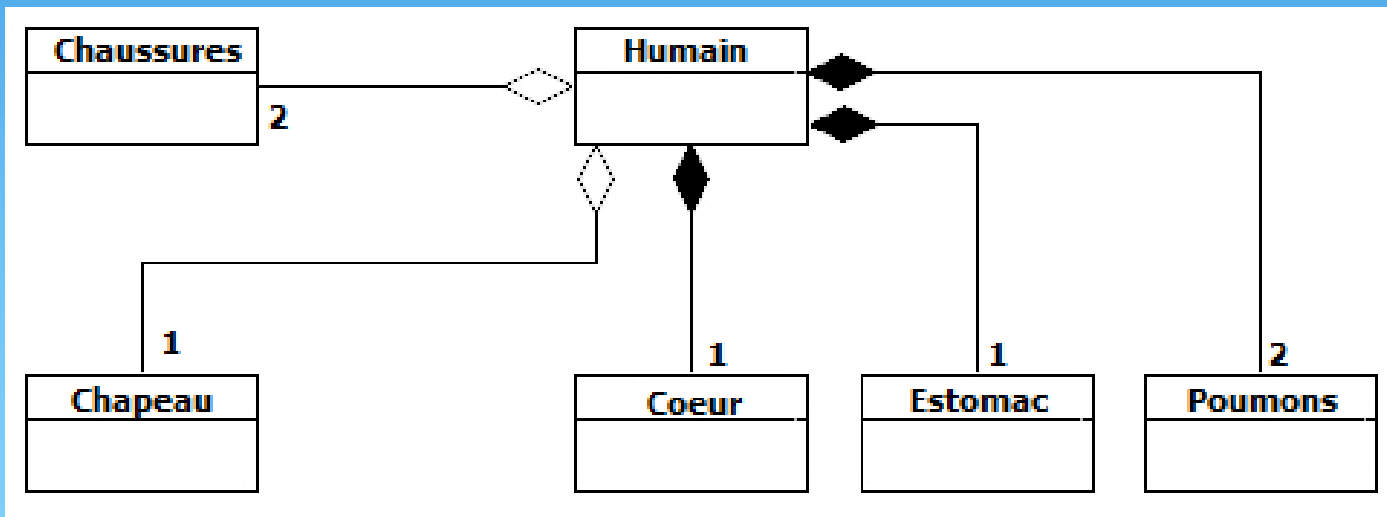 Chaussures
Humain
2
1
1
1
2
Chapeau
Coeur
Estomac
Poumons